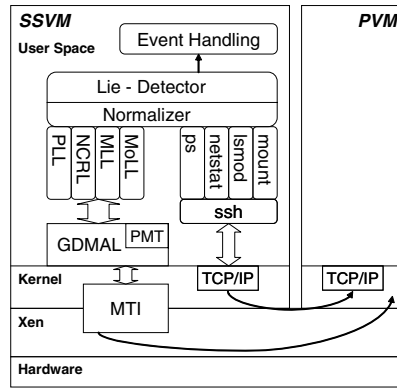 SSVM
PVM
User Space
Event Handling
Lie - Detector
Normalizer
PLL
NCRL
MLL
MoLL
ps
netstat
lsmod
mount
ssh
GDMAL
PMT
Kernel
TCP/IP
TCP/IP
MTI
Xen
Hardware